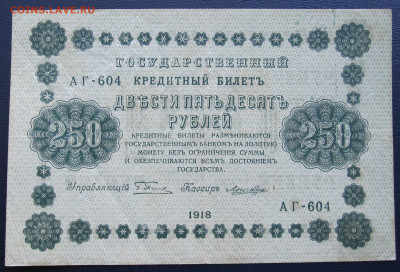 COINS.LAVE.RU
ГОСУДАРСТВЕННЫЙ
АГ-604 КРЕДИТНЫЙ БИЛЕТЪ
ДВѢСТИ ПЯТЬДЕСЯТЪ
РУБЛЕЙ
250 250
КРЕДИТНЫЕ БИЛЕТЫ РАЗМѢНИВАЮТСЯ
ГОСУДАРСТВЕННЫМЪ БАНКОМЪ НА ЗОЛОТУЮ
МОНЕТУ БЕЗЪ ОГРАНИЧЕНІЯ СУММЫ
И ОБЕЗПЕЧИВАЮТСЯ ВСѢМЪ ДОСТОЯНІЕМЪ
ГОСУДАРСТВА.
Управляющій Кассиръ
АГ-604
1918